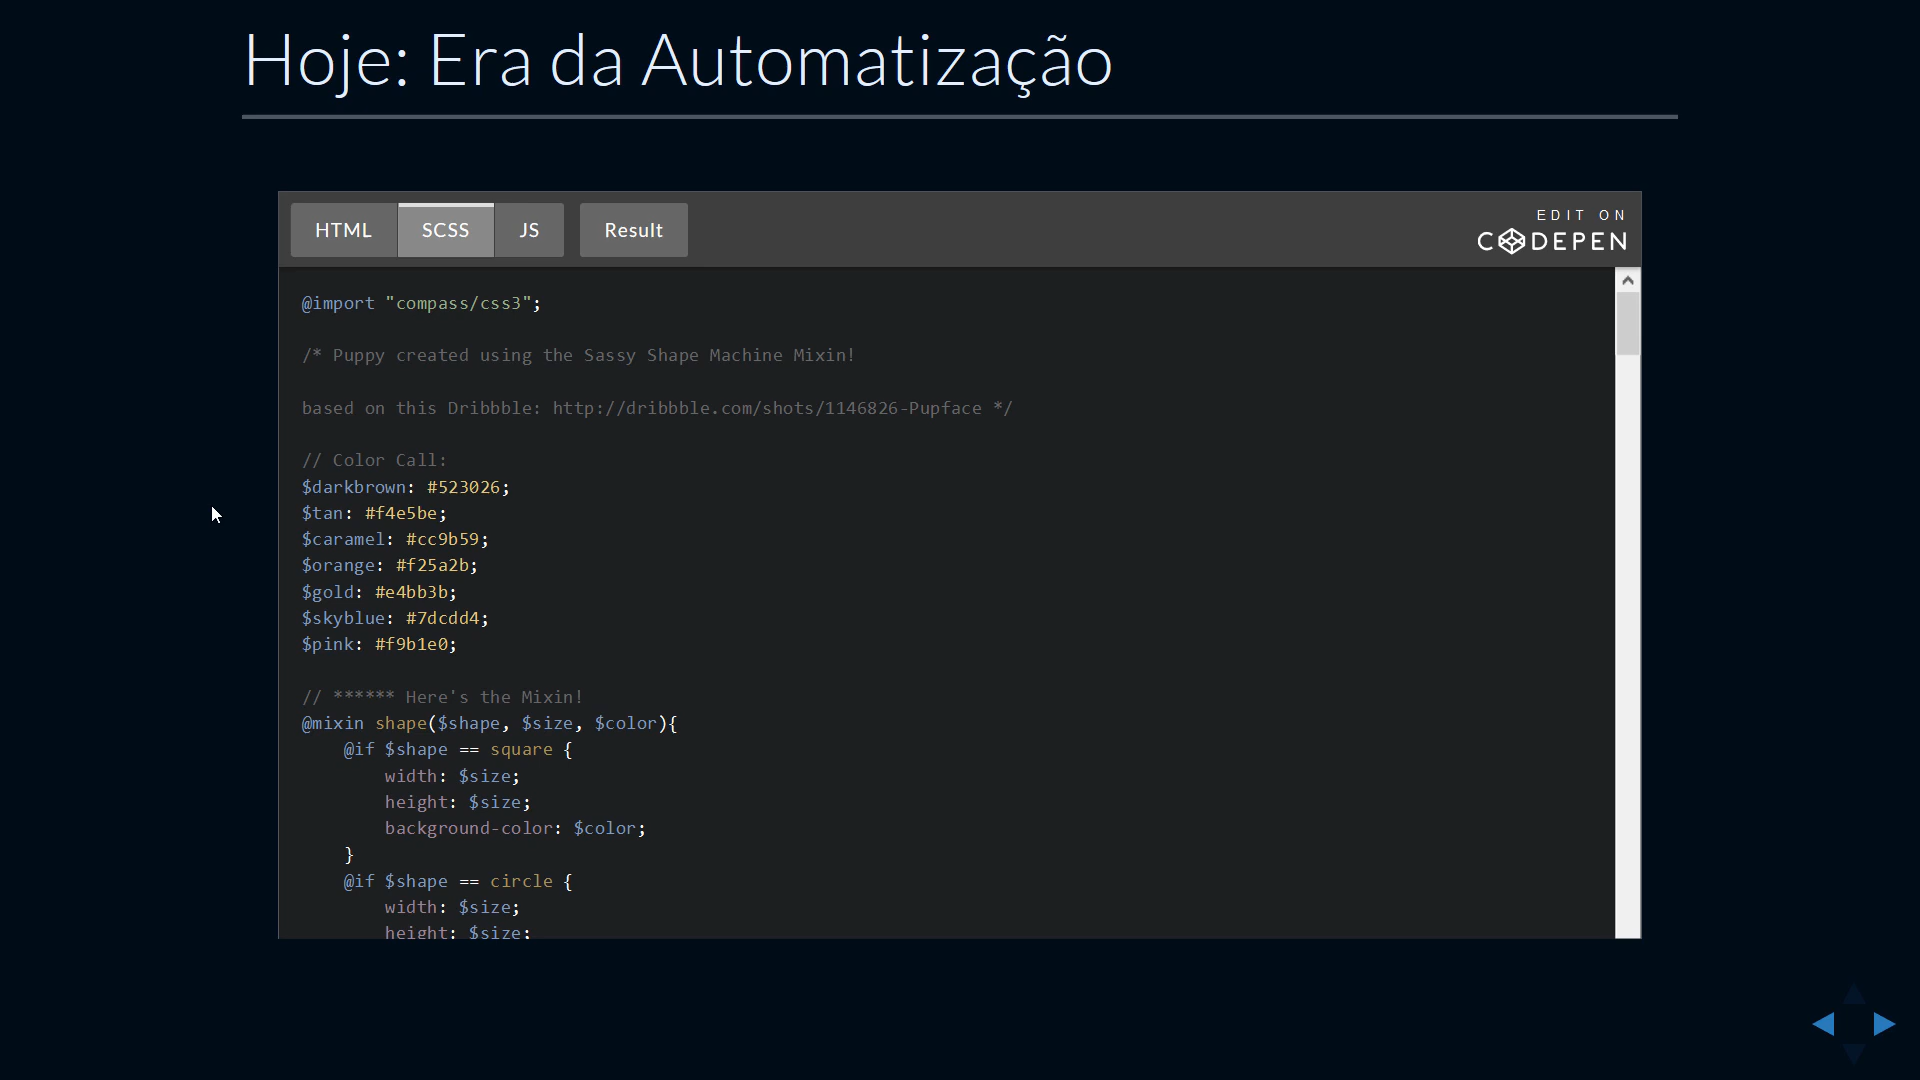 Hoje: Era da Automatização
HTML SCSS JS Result
EDIT ON
CODEPEN
@import "compass/css3";
/* Puppy created using the Sassy Shape Machine Mixin!
based on this Dribbble: http://dribbble.com/shots/1146826-Pupface */
// Color Call:
$darkbrown: #523026;
$tan: #f4e5be;
$caramel: #cc9b59;
$orange: #f25a2b;
$gold: #e4bb3b;
$skyblue: #7dcdd4;
$pink: #f9b1e0;
// ****** Here's the Mixin!
@mixin shape($shape, $size, $color){
@if $shape == square {
width: $size;
height: $size;
background-color: $color;
}
@if $shape == circle {
width: $size;
height: $size;